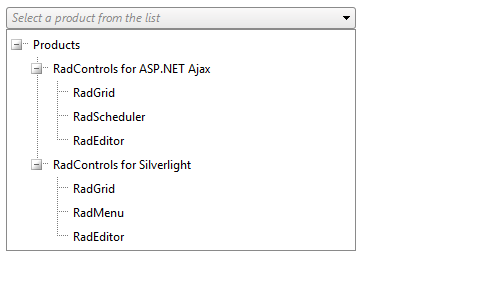 Select a product from the list
Products
RadControls for ASP.NET Ajax
RadGrid
RadScheduler
RadEditor
RadControls for Silverlight
RadGrid
RadMenu
RadEditor